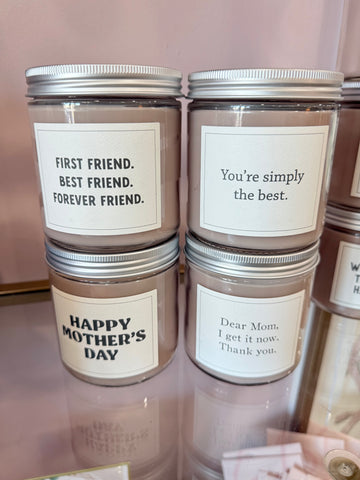 FIRST FRIEND.
BEST FRIEND.
FOREVER FRIEND.
You're simply
the best.
HAPPY
MOTHER'S
DAY
Dear Mom,
I get it now.
Thank you.